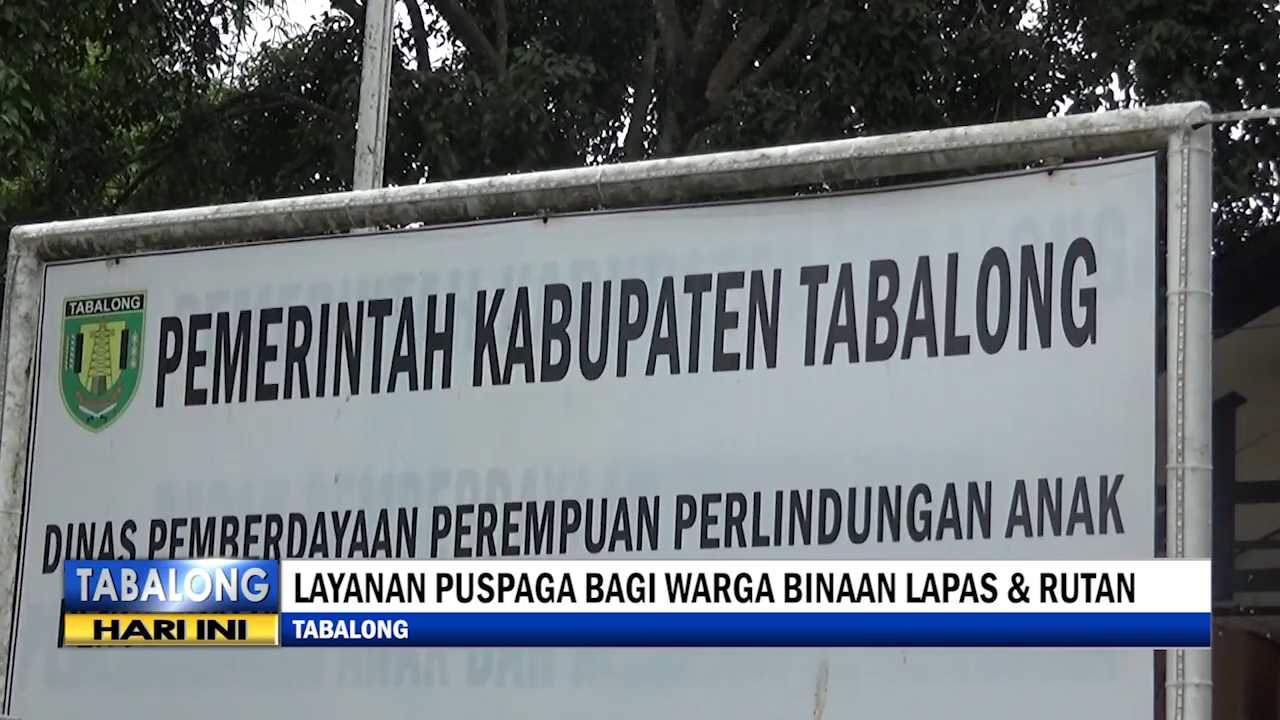 TABALONG
PEMERINTAH KABUPATEN TABALONG
DINAS PEMBERDAYAAN PEREMPUAN PERLINDUNGAN ANAK
TABALONG
HARI INI
LAYANAN PUSPAGA BAGI WARGA BINAAN LAPAS & RUTAN
TABALONG